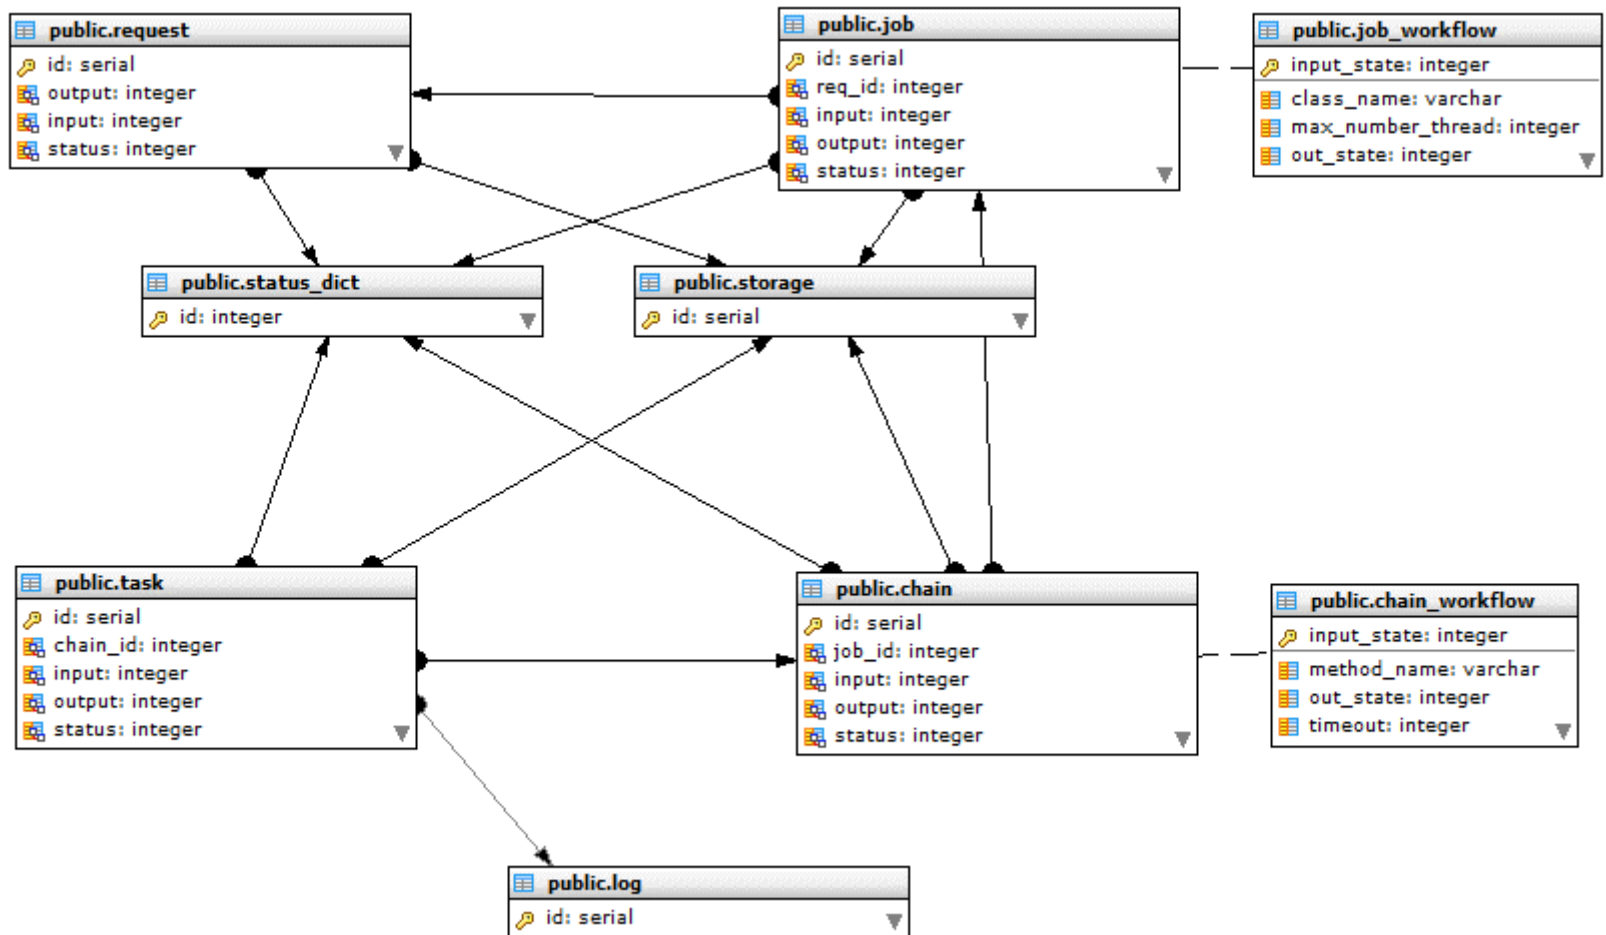 public.request
id: serial
output: integer
input: integer
status: integer
public.job
id: serial
req_id: integer
input: integer
output: integer
status: integer
public.job_workflow
input_state: integer
class_name: varchar
max_number_thread: integer
out_state: integer
public.status_dict
id: integer
public.storage
id: serial
public.task
id: serial
chain_id: integer
input: integer
output: integer
status: integer
public.chain
id: serial
job_id: integer
input: integer
output: integer
status: integer
public.chain_workflow
input_state: integer
method_name: varchar
out_state: integer
timeout: integer
public.log
id: serial